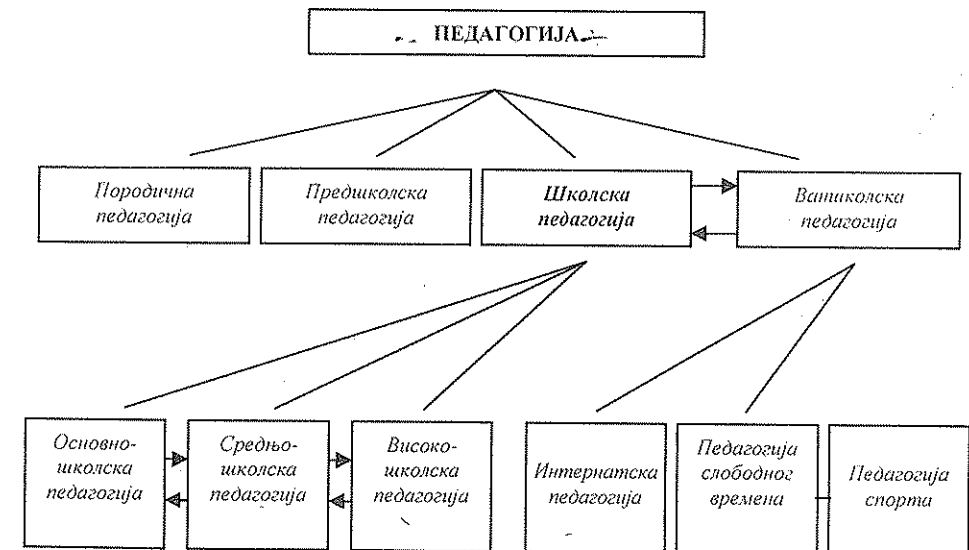 ПЕДАГОГИЈА
Породична
педагогија
Предшколска
педагогија
Школска
педагогија
Ваншколска
педагогија
Основно-
школска
педагогија
Средњо-
школска
педагогија
Високо-
школска
педагогија
Интернатска
педагогија
Педагогија
слободног
времена
Педагогија
спорта